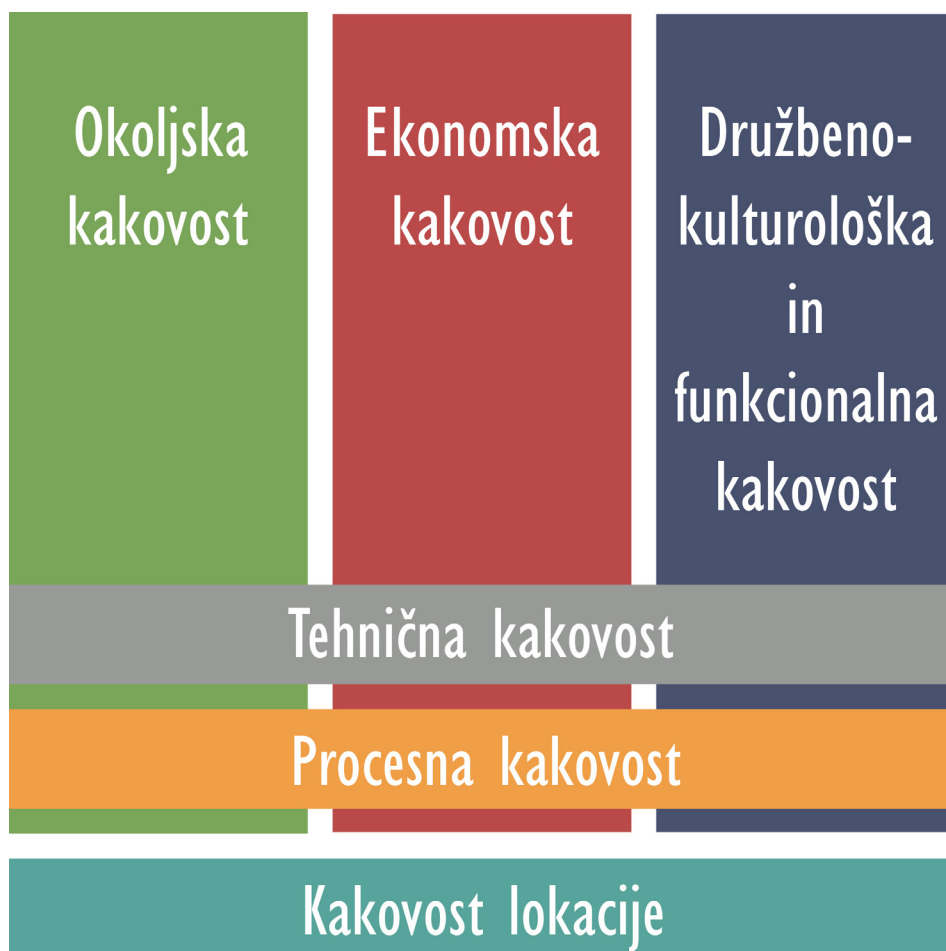 Okoljska
kakovost
Ekonomska
kakovost
Družbeno-
kulturološka
in
funkcionalna
kakovost
Tehnična kakovost
Procesna kakovost
Kakovost lokacije